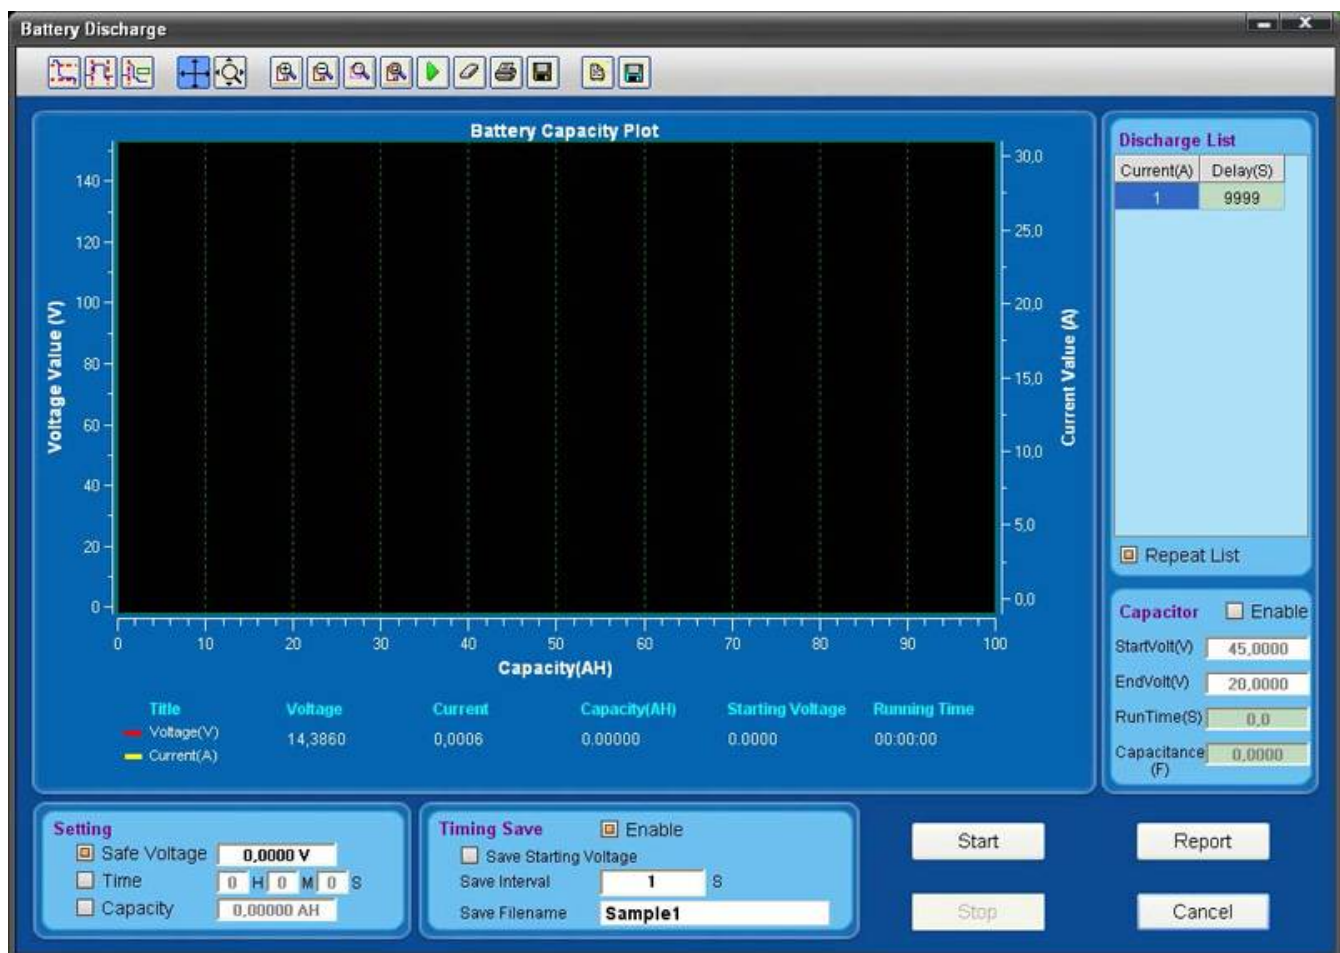 Battery Discharge
Battery Capacity Plot
Voltage Value (V)
140
120
100
80
60
40
20
0
30,0
25,0
20,0
15,0
10,0
5,0
0,0
Current Value (A)
0 10 20 30 40 50 60 70 80 90 100
Capacity(AH)
Title Voltage Current Capacity(AH) Starting Voltage Running Time
Voltage(V)
14,3860 0,0006 0.00000 0.0000 00:00:00
Current(A)
Discharge List
Current(A) Delay(S)
1 9999
Repeat List
Capacitor Enable
StartVolt(V) 45,0000
EndVolt(V) 20,0000
RunTime(S) 0,0
Capacitance 0,0000
(F)
Setting
Safe Voltage 0,0000 V
Time 0 H 0 M 0 S
Capacity 0,00000 AH
Timing Save Enable
Save Starting Voltage
Save Interval 1 S
Save Filename Sample1
Start Report
Stop Cancel